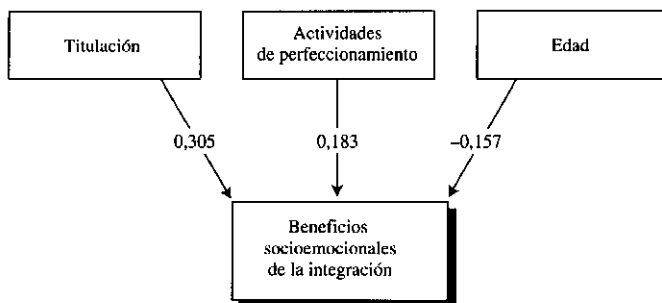 Titulación
Actividades
de perfeccionamiento
Edad
0,305
0,183
–0,157
Beneficios
socioemocionales
de la integración